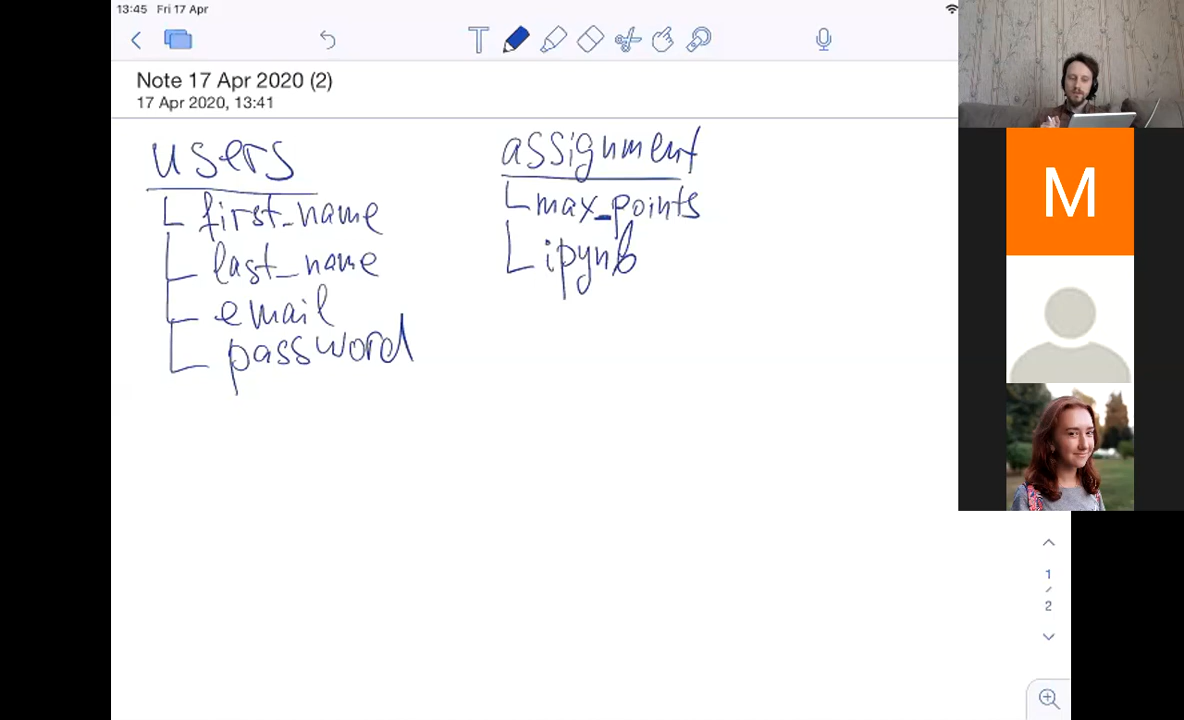 13:45 Fri 17 Apr
T
Note 17 Apr 2020 (2)
17 Apr 2020, 13:41
users
first_name
last_name
email
password
assignment
max_points
ipynb
M
1
/
2